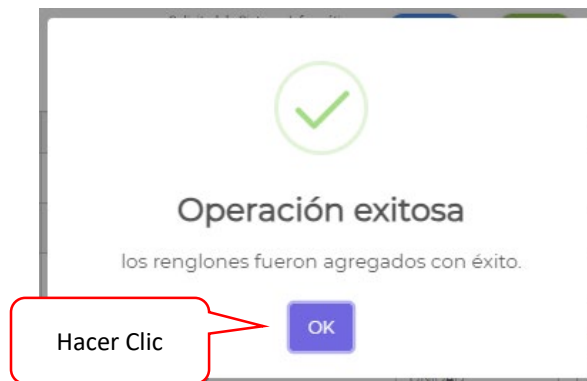 Operación exitosa
los renglones fueron agregados con éxito.
OK
Hacer Clic